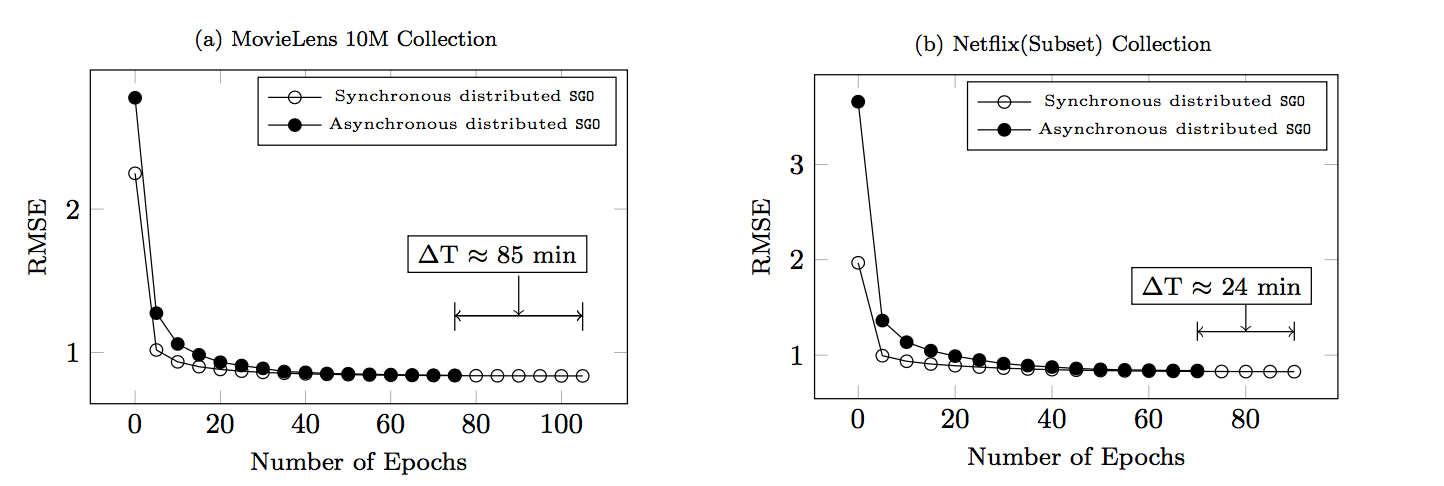 (a) MovieLens 10M Collection
Synchronous distributed SGO
Asynchronous distributed SGO
2
1
RMSE
ΔT ≈ 85 min
0 20 40 60 80 100
Number of Epochs
(b) Netflix(Subset) Collection
Synchronous distributed SGO
Asynchronous distributed SGO
3
2
1
RMSE
ΔT ≈ 24 min
0 20 40 60 80
Number of Epochs